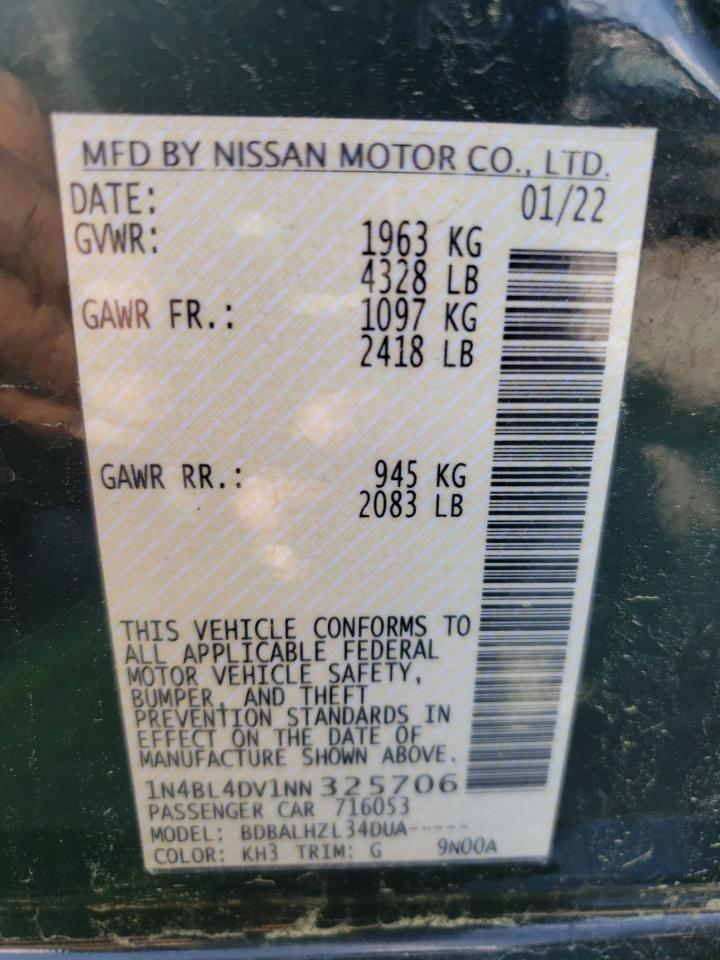 MFD BY NISSAN MOTOR CO., LTD.
DATE: 01/22
GVWR: 1963 KG
4328 LB
GAWR FR.: 1097 KG
2418 LB
GAWR RR.: 945 KG
2083 LB
THIS VEHICLE CONFORMS TO
ALL APPLICABLE FEDERAL
MOTOR VEHICLE SAFETY,
BUMPER, AND THEFT
PREVENTION STANDARDS IN
EFFECT ON THE DATE OF
MANUFACTURE SHOWN ABOVE.
1N4BL4DV1NN 325706
PASSENGER CAR 716053
MODEL: BDBALHZL34DUA-----
COLOR: KH3 TRIM: G 9N00A